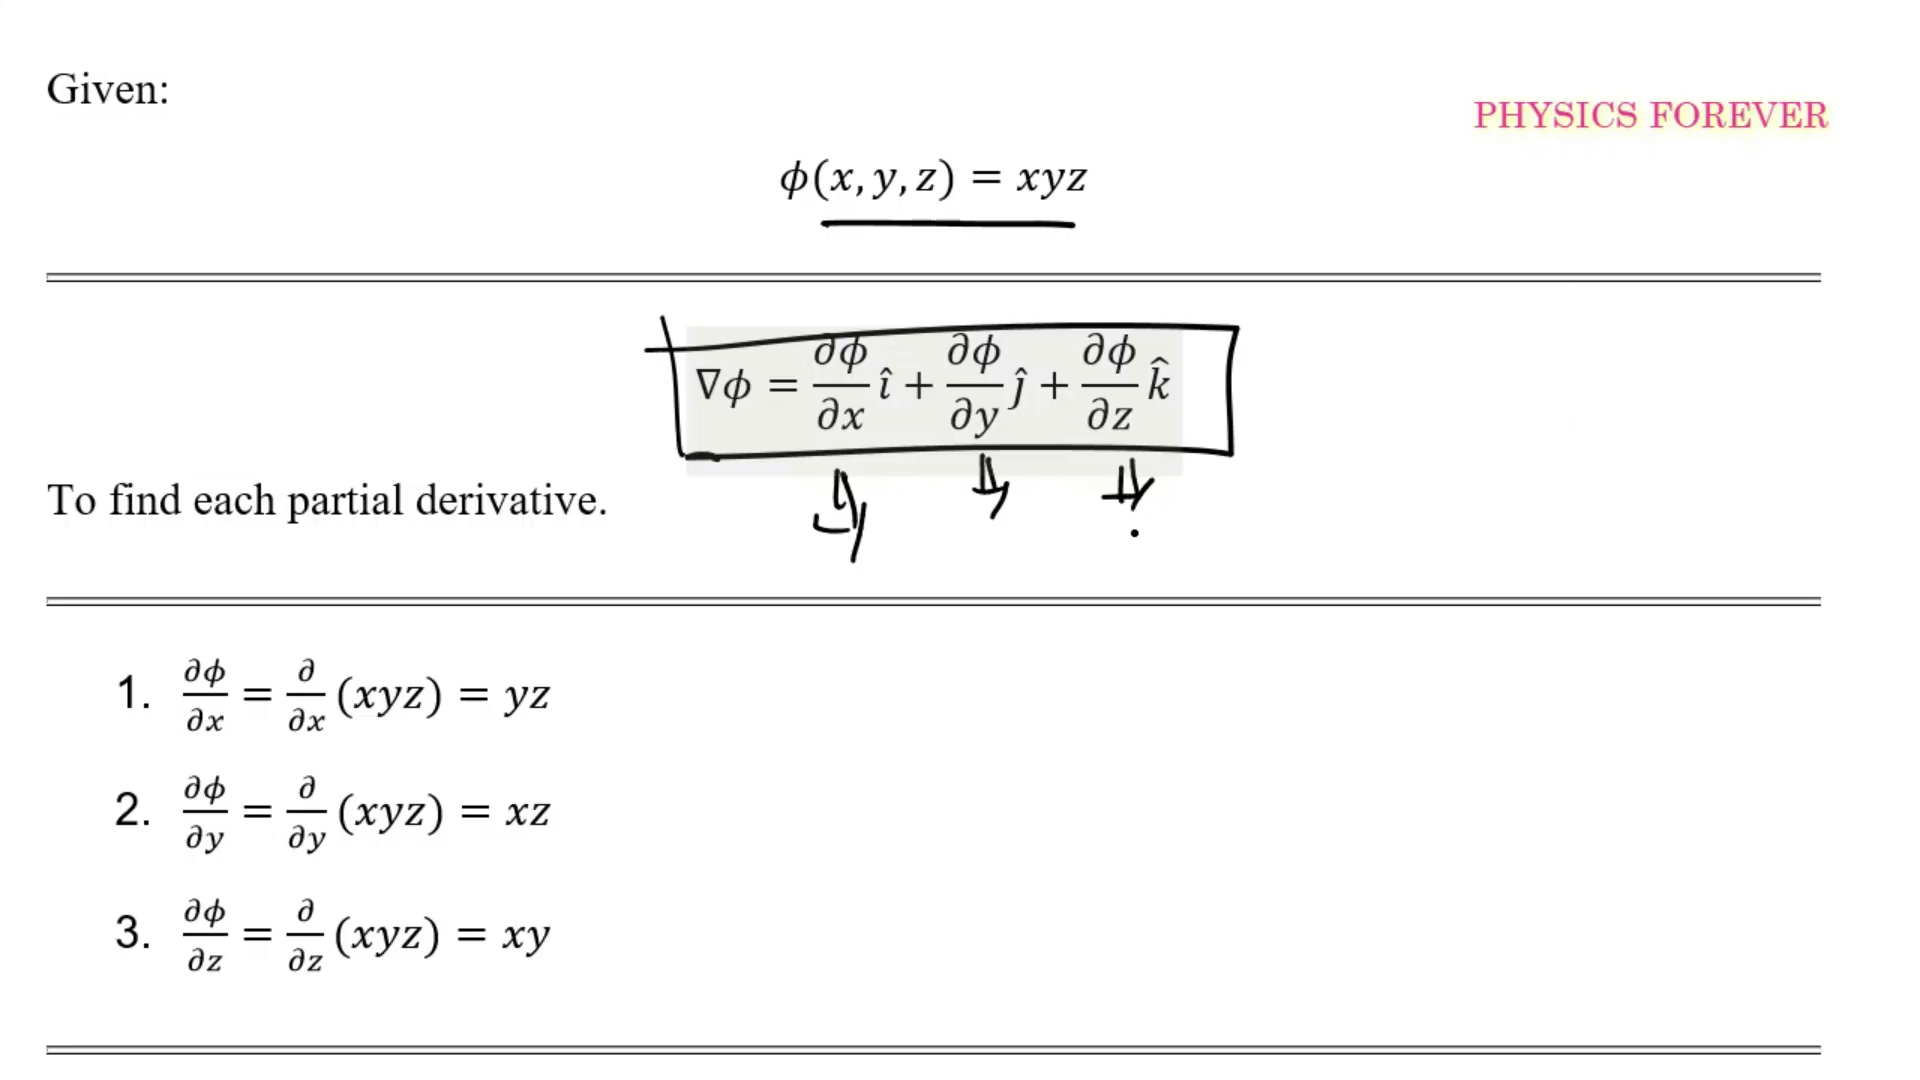 Given:
PHYSICS FOREVER
ϕ(x, y, z) = xyz
∇ϕ = ∂ϕ/∂x î + ∂ϕ/∂y ĵ + ∂ϕ/∂z k̂
To find each partial derivative.
1. ∂ϕ/∂x = ∂/∂x (xyz) = yz
2. ∂ϕ/∂y = ∂/∂y (xyz) = xz
3. ∂ϕ/∂z = ∂/∂z (xyz) = xy